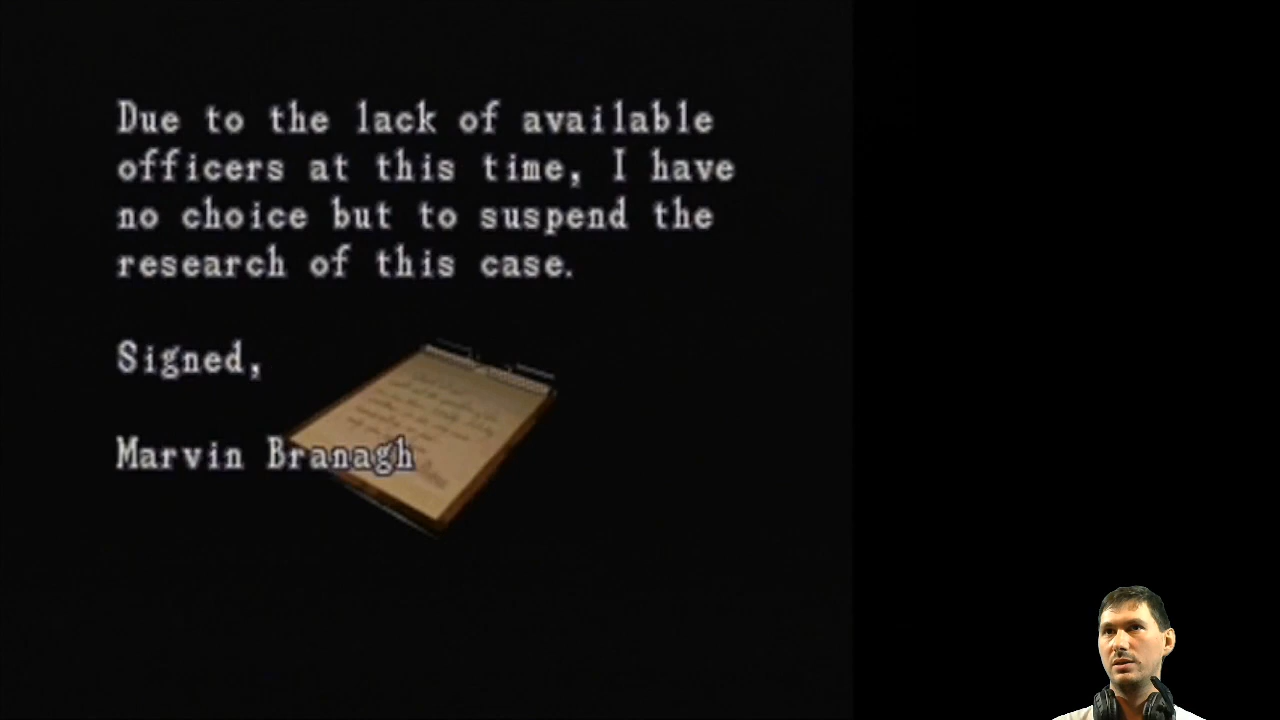 Due to the lack of available
officers at this time, I have
no choice but to suspend the
research of this case.
Signed,
Marvin Branagh